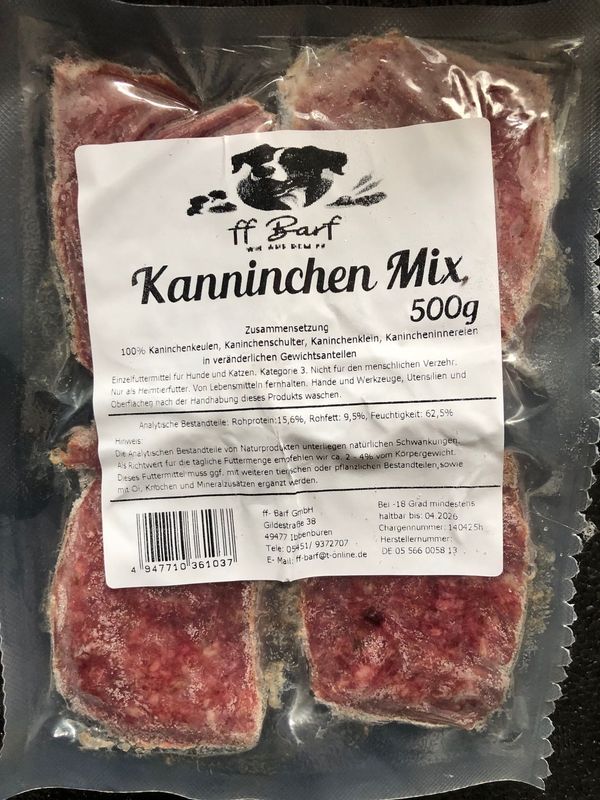 ff Barf
Kanninchen Mix
500g
Zusammensetzung
100% Kaninchenkeulen, Kaninchenschulter, Kaninchenklein, Kanincheninnereien
in veränderlichen Gewichtsanteilen
Einzelfuttermittel für Hunde und Katzen. Kategorie 3. Nicht für den menschlichen Verzehr.
Nur als Heimtierfutter. Von Lebensmitteln fernhalten. Hände und Werkzeuge, Utensilien und
Oberflächen nach der Handhabung dieses Produkts waschen.
Analytische Bestandteile: Rohprotein:15,6%, Rohfett: 9,5%, Feuchtigkeit: 62,5%
Hinweis:
Die Analytischen Bestandteile von Naturprodukten unterliegen natürlichen Schwankungen.
Als Richtwert für die tägliche Futtermenge empfehlen wir ca. 2 - 4% vom Körpergewicht.
Dieses Futtermittel muss ggf. mit weiteren tierischen oder pflanzlichen Bestandteilen,sowie
mit Öl, Knochen und Mineralzusätzen ergänzt werden.
ff- Barf GmbH
Gildestraße 38
49477 Ibbenbüren
Tele: 05451/ 9372707
E- Mail: ff-barf@t-online.de
Bei -18 Grad mindestens
haltbar bis: 04.2026
Chargennummer: 140425h
Herstellernummer:
DE 05 566 0058 13
4 947710 361037